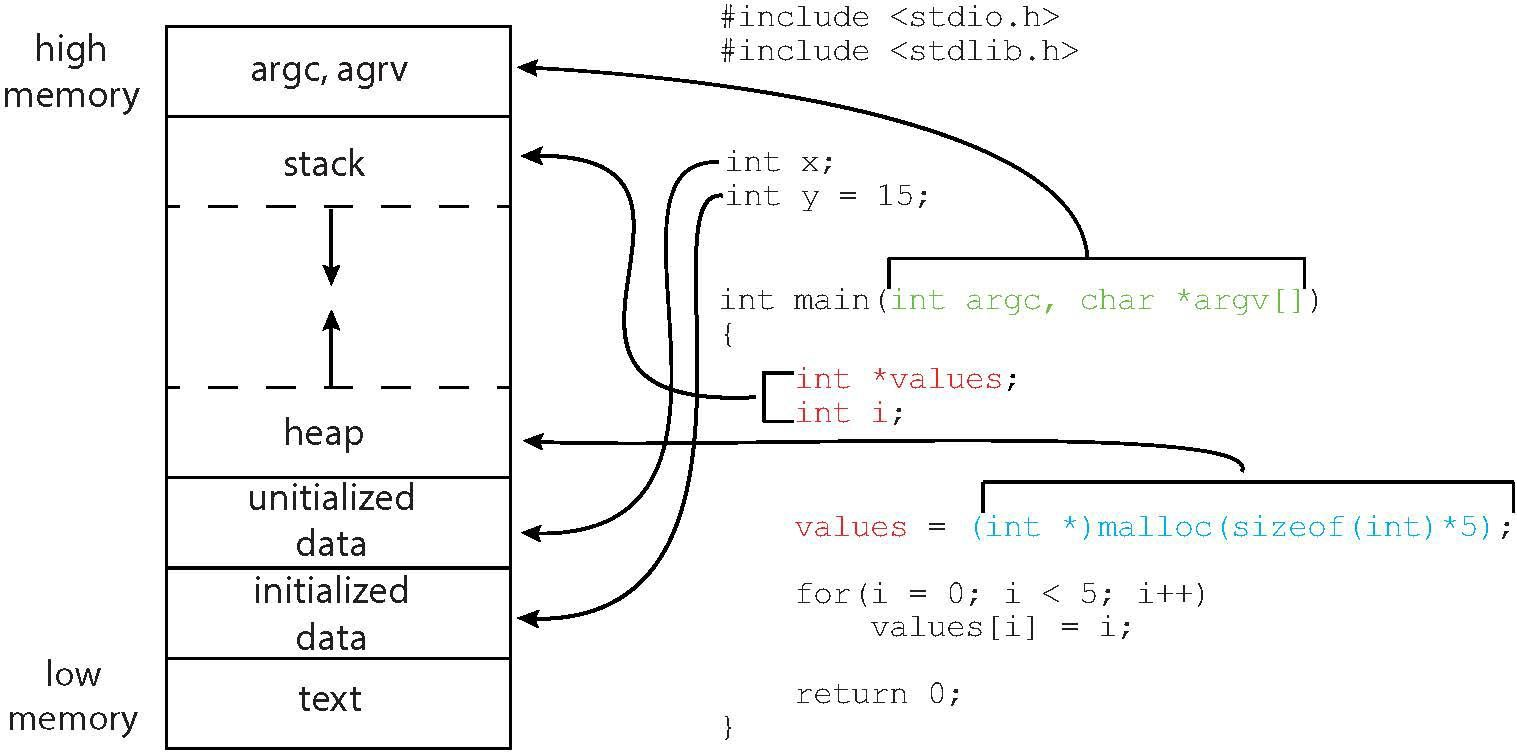 high
memory
argc, agrv
stack
heap
unitialized
data
initialized
data
text
low
memory
#include <stdio.h>
#include <stdlib.h>
int x;
int y = 15;
int main(int argc, char *argv[])
{
int *values;
int i;
values = (int *)malloc(sizeof(int)*5);
for(i = 0; i < 5; i++)
values[i] = i;
return 0;
}